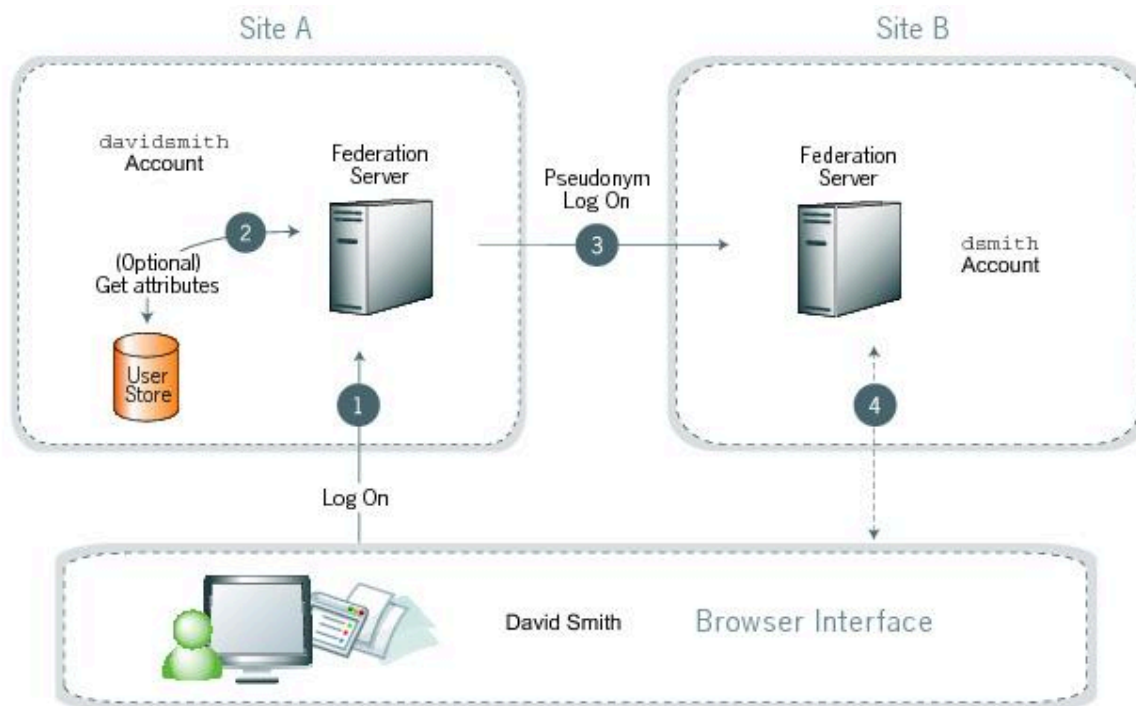 Site A
Site B
davidsmith
Account
Federation
Server
2
(Optional)
Get attributes
User
Store
1
Log On
Pseudonym
Log On
3
Federation
Server
dsmith
Account
4
David Smith
Browser Interface